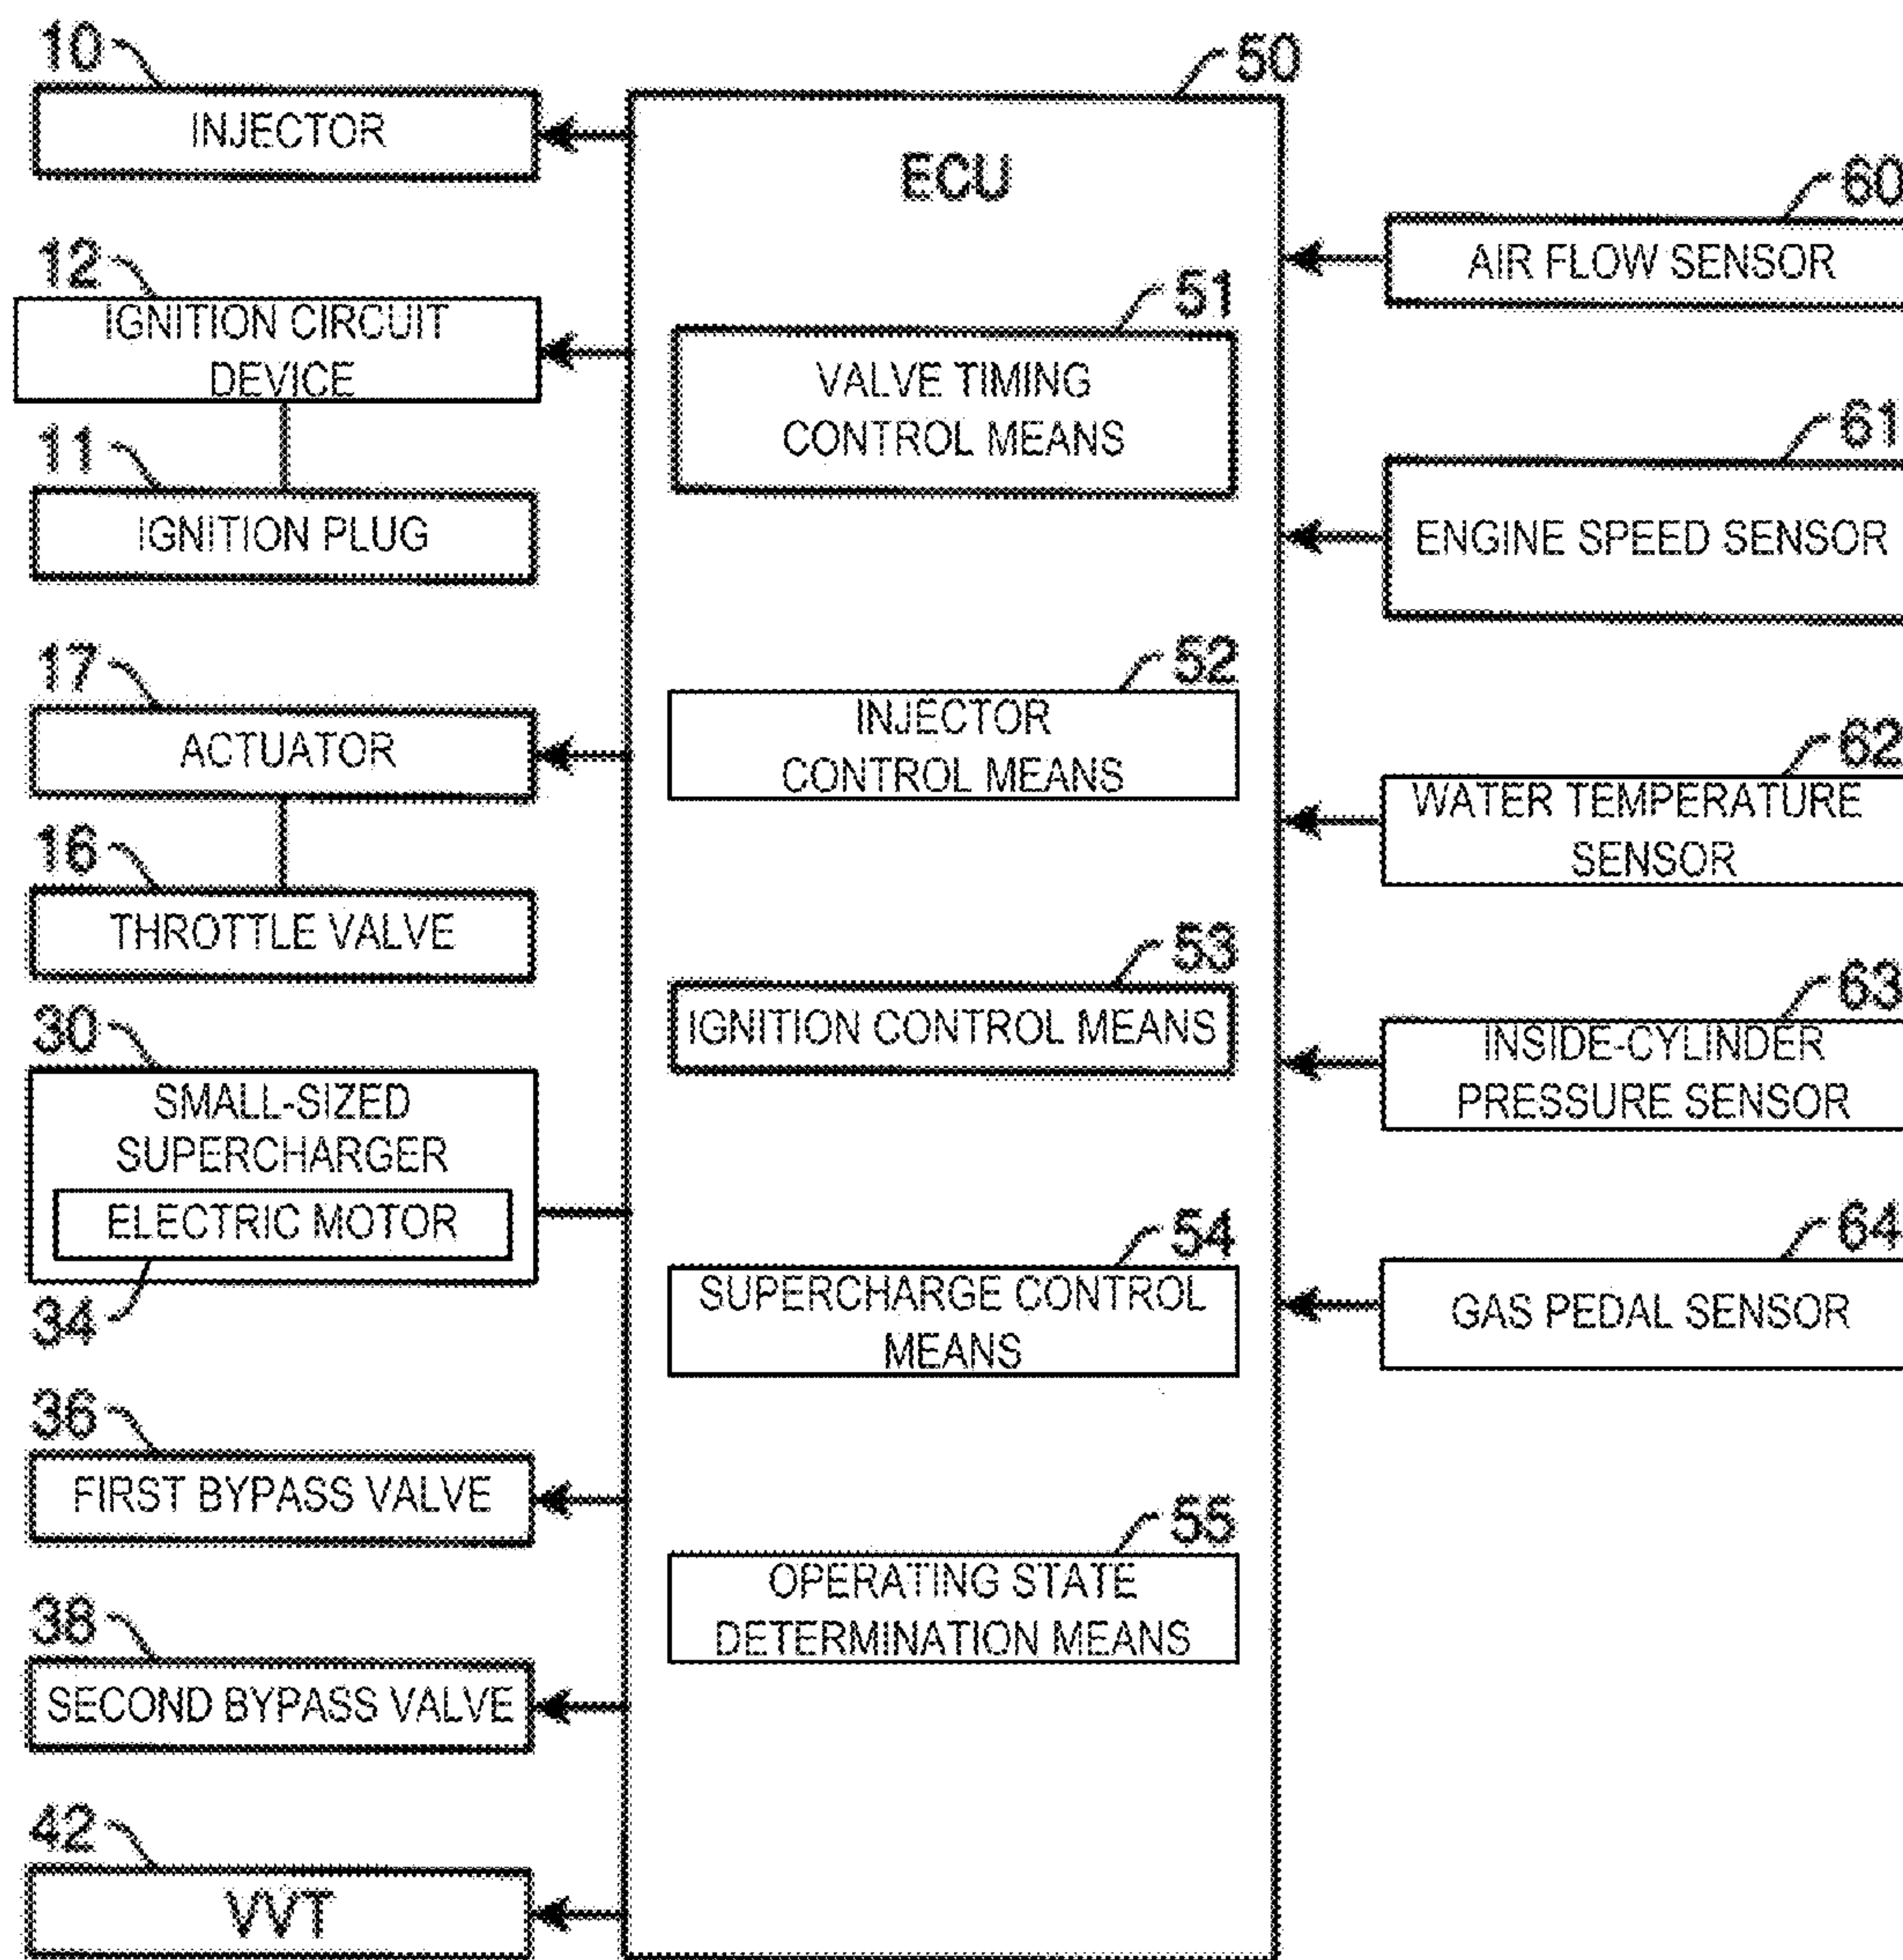 10
INJECTOR
12
IGNITION CIRCUIT
DEVICE
11
IGNITION PLUG
17
ACTUATOR
16
THROTTLE VALVE
30
SMALL-SIZED
SUPERCHARGER
ELECTRIC MOTOR
34
36
FIRST BYPASS VALVE
38
SECOND BYPASS VALVE
42
VVT
50
ECU
51
VALVE TIMING
CONTROL MEANS
52
INJECTOR
CONTROL MEANS
53
IGNITION CONTROL MEANS
54
SUPERCHARGE CONTROL
MEANS
55
OPERATING STATE
DETERMINATION MEANS
60
AIR FLOW SENSOR
61
ENGINE SPEED SENSOR
62
WATER TEMPERATURE
SENSOR
63
INSIDE-CYLINDER
PRESSURE SENSOR
64
GAS PEDAL SENSOR